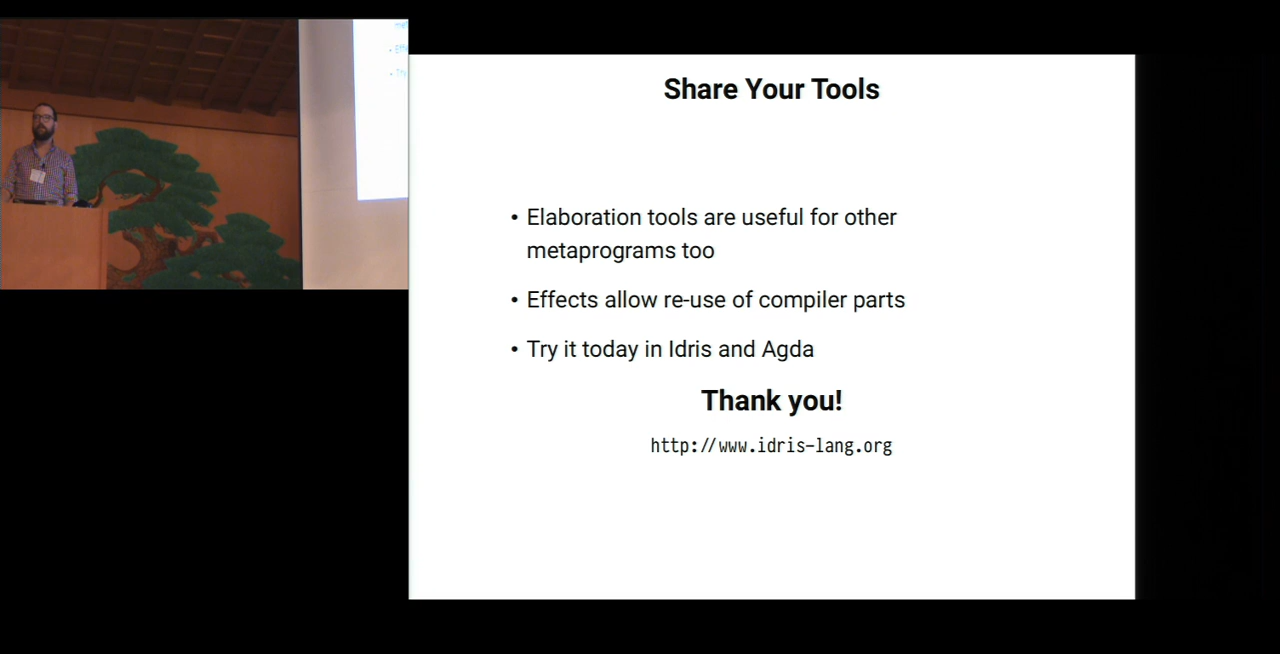 Share Your Tools
• Elaboration tools are useful for other
metaprograms too
• Effects allow re-use of compiler parts
• Try it today in Idris and Agda
Thank you!
http://www.idris-lang.org